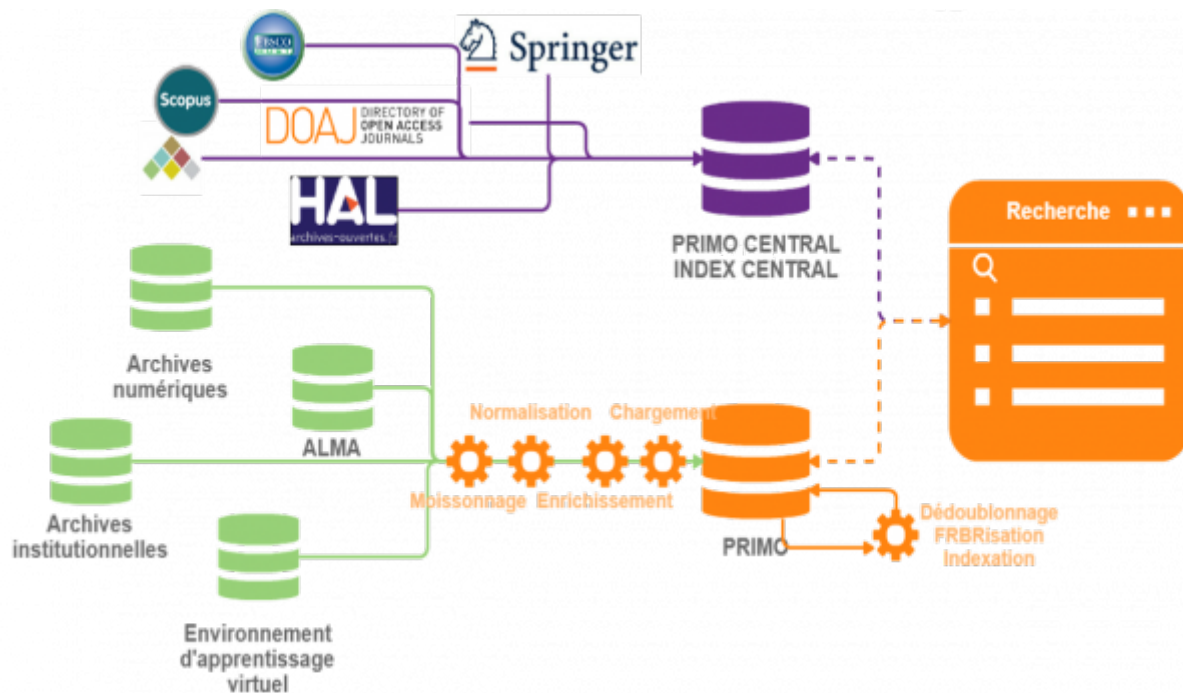 EBSCO
Springer
Scopus
DOAJ
DIRECTORY OF
OPEN ACCESS
JOURNALS
HAL
archives-ouvertes.fr
PRIMO CENTRAL
INDEX CENTRAL
Recherche
Archives
numériques
ALMA
Normalisation
Chargement
Moissonnage
Enrichissement
Archives
institutionnelles
PRIMO
Dédoublonnage
FRBRisation
Indexation
Environnement
d'apprentissage
virtuel